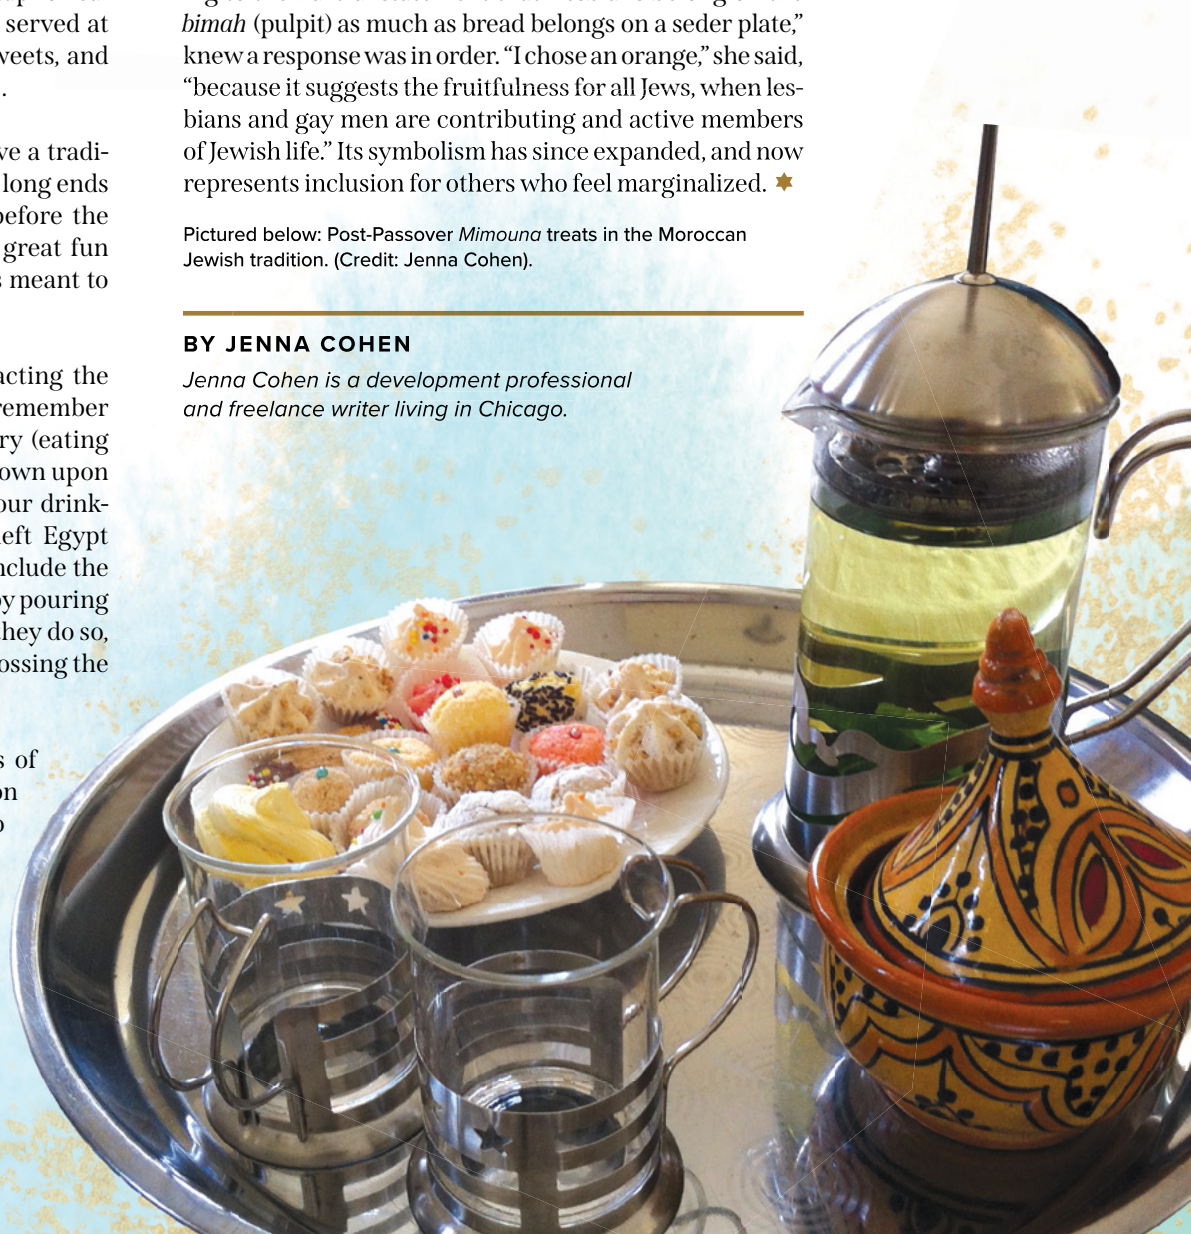 served at
weets, and
.
ve a tradi-
long ends
before the
great fun
s meant to
acting the
remember
ry (eating
own upon
our drink-
left Egypt
nclude the
by pouring
they do so,
ossing the
s of
on
o
bimah (pulpit) as much as bread belongs on a seder plate,”
knew a response was in order. “I chose an orange,” she said,
“because it suggests the fruitfulness for all Jews, when les-
bians and gay men are contributing and active members
of Jewish life.” Its symbolism has since expanded, and now
represents inclusion for others who feel marginalized.
Pictured below: Post-Passover Mimouna treats in the Moroccan
Jewish tradition. (Credit: Jenna Cohen).
BY JENNA COHEN
Jenna Cohen is a development professional
and freelance writer living in Chicago.